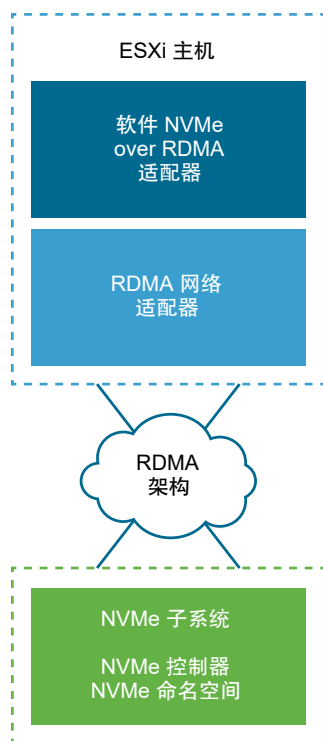 ESXi 主机
软件 NVMe
over RDMA
适配器
RDMA 网络
适配器
RDMA
架构
NVMe 子系统
NVMe 控制器
NVMe 命名空间